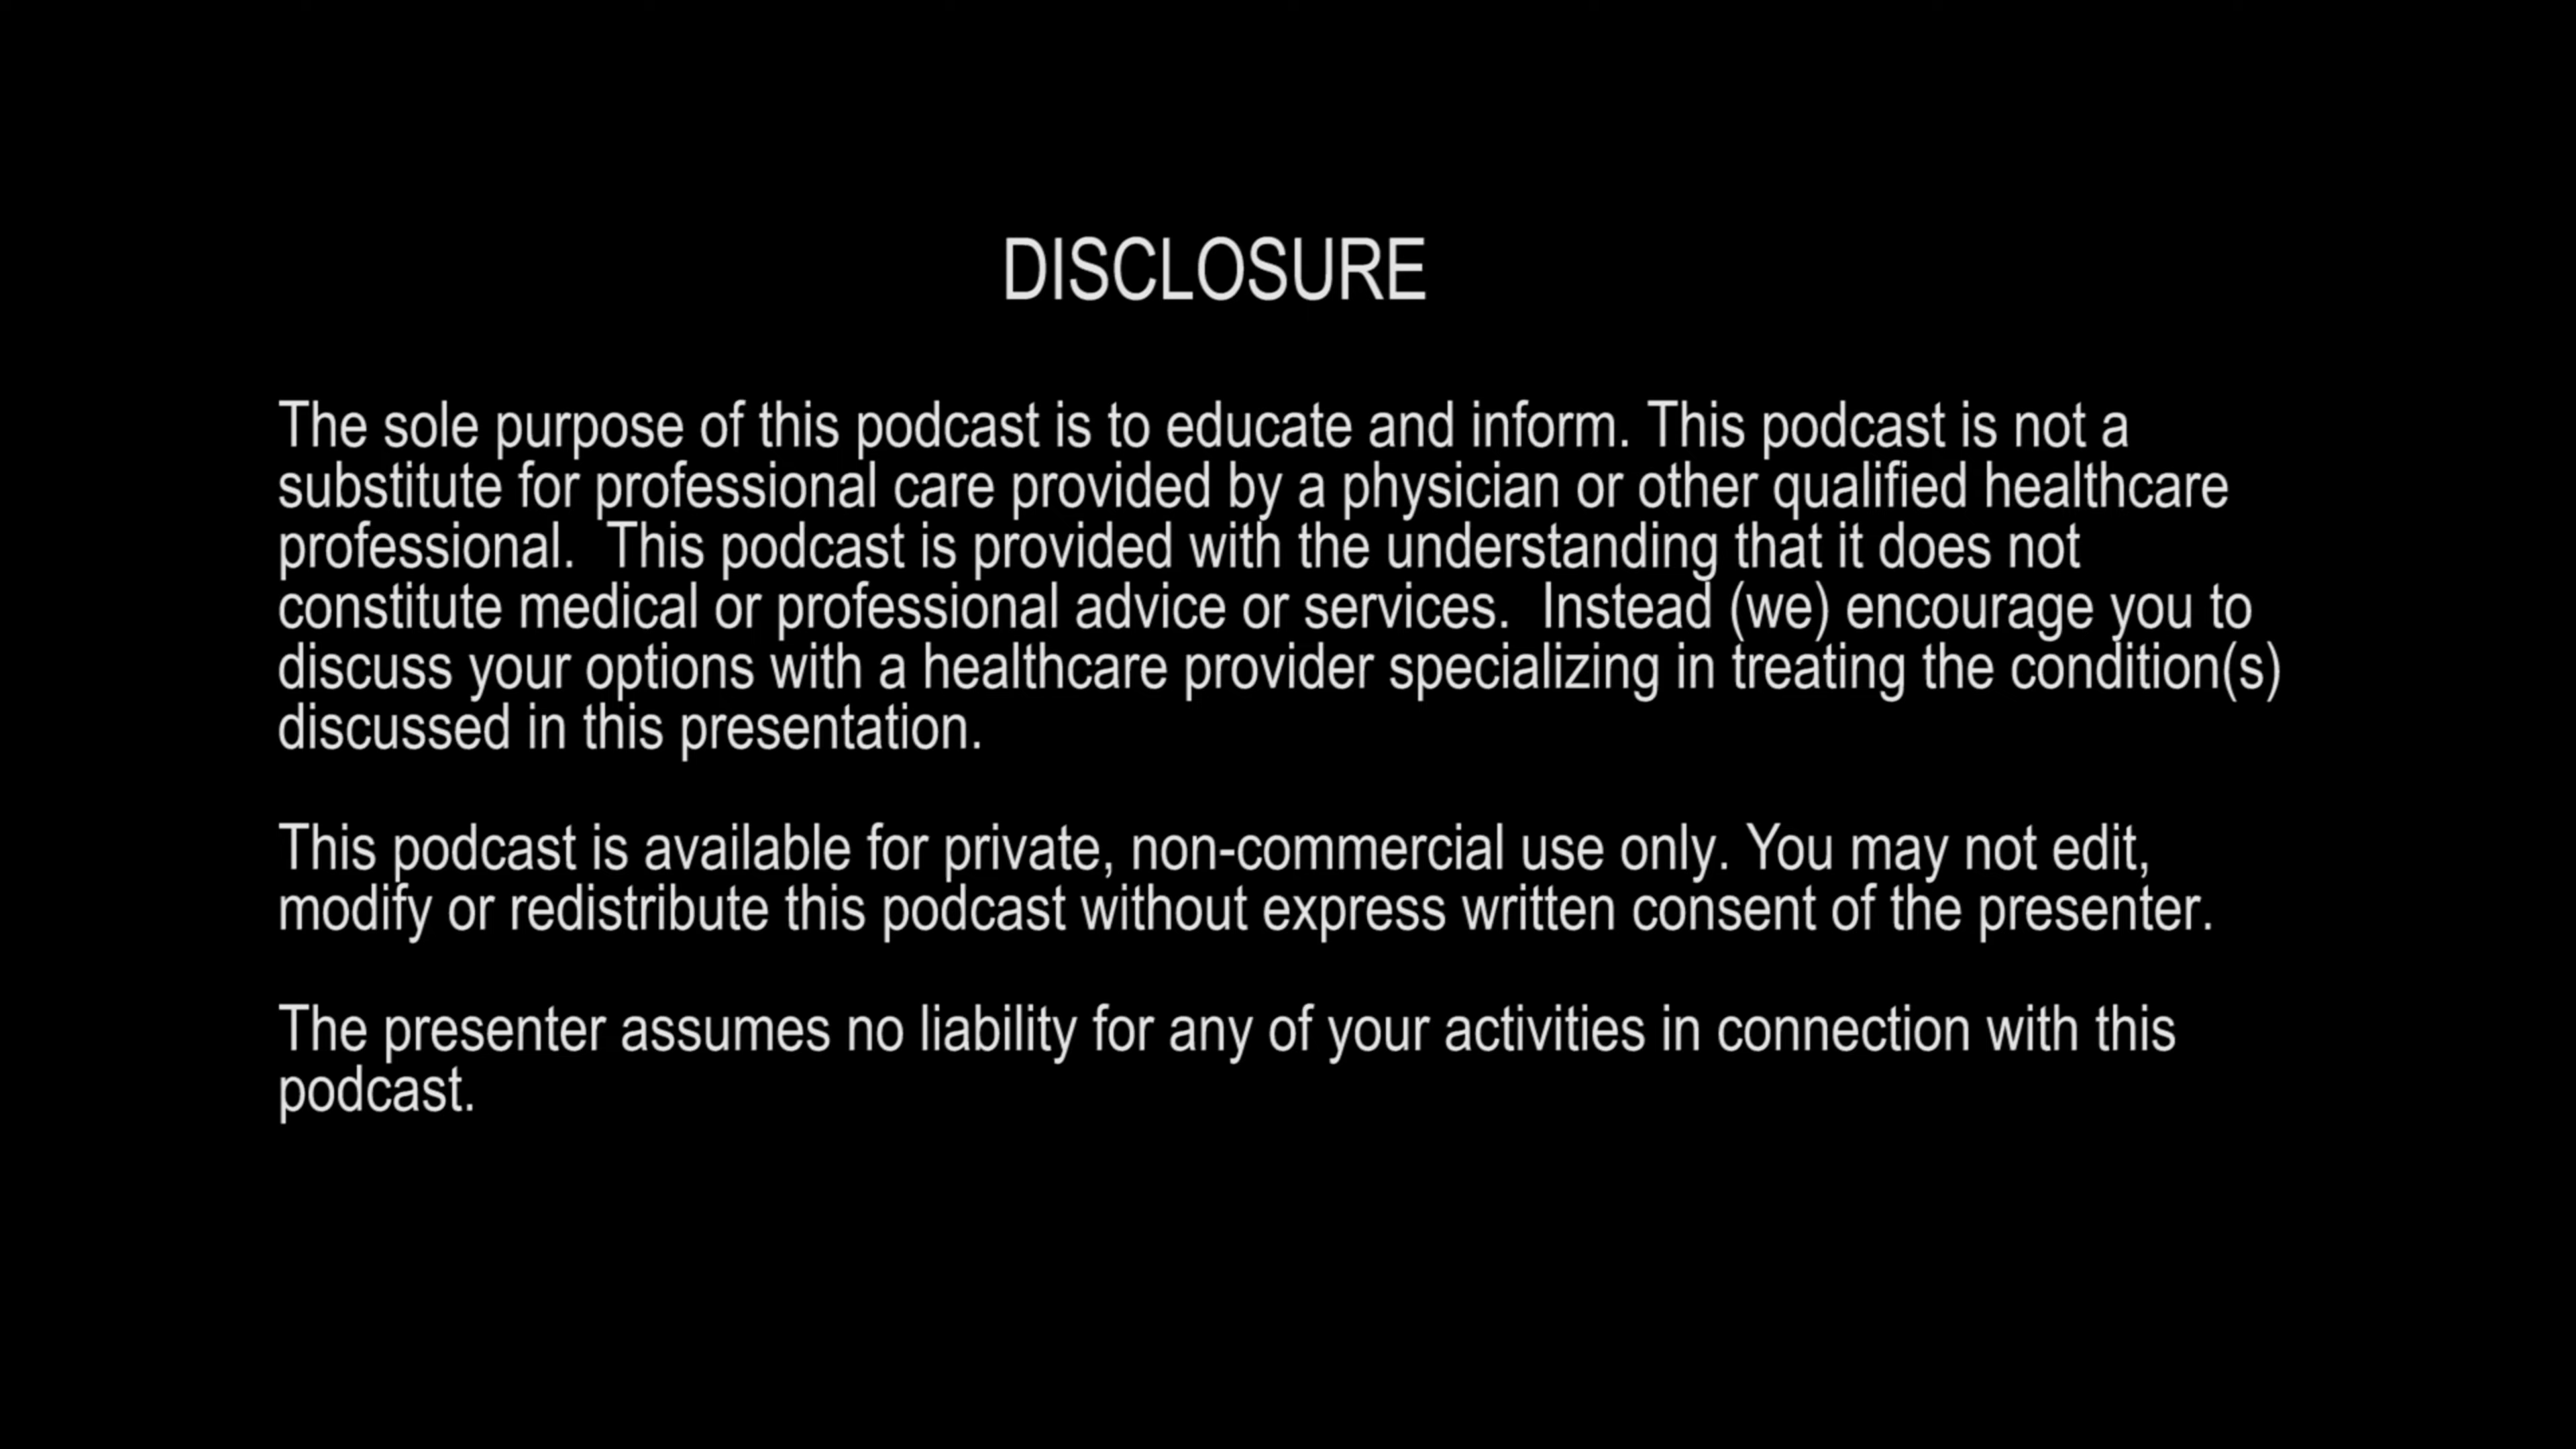 DISCLOSURE
The sole purpose of this podcast is to educate and inform. This podcast is not a
substitute for professional care provided by a physician or other qualified healthcare
professional.  This podcast is provided with the understanding that it does not
constitute medical or professional advice or services.  Instead (we) encourage you to
discuss your options with a healthcare provider specializing in treating the condition(s)
discussed in this presentation.
This podcast is available for private, non-commercial use only. You may not edit,
modify or redistribute this podcast without express written consent of the presenter.
The presenter assumes no liability for any of your activities in connection with this
podcast.